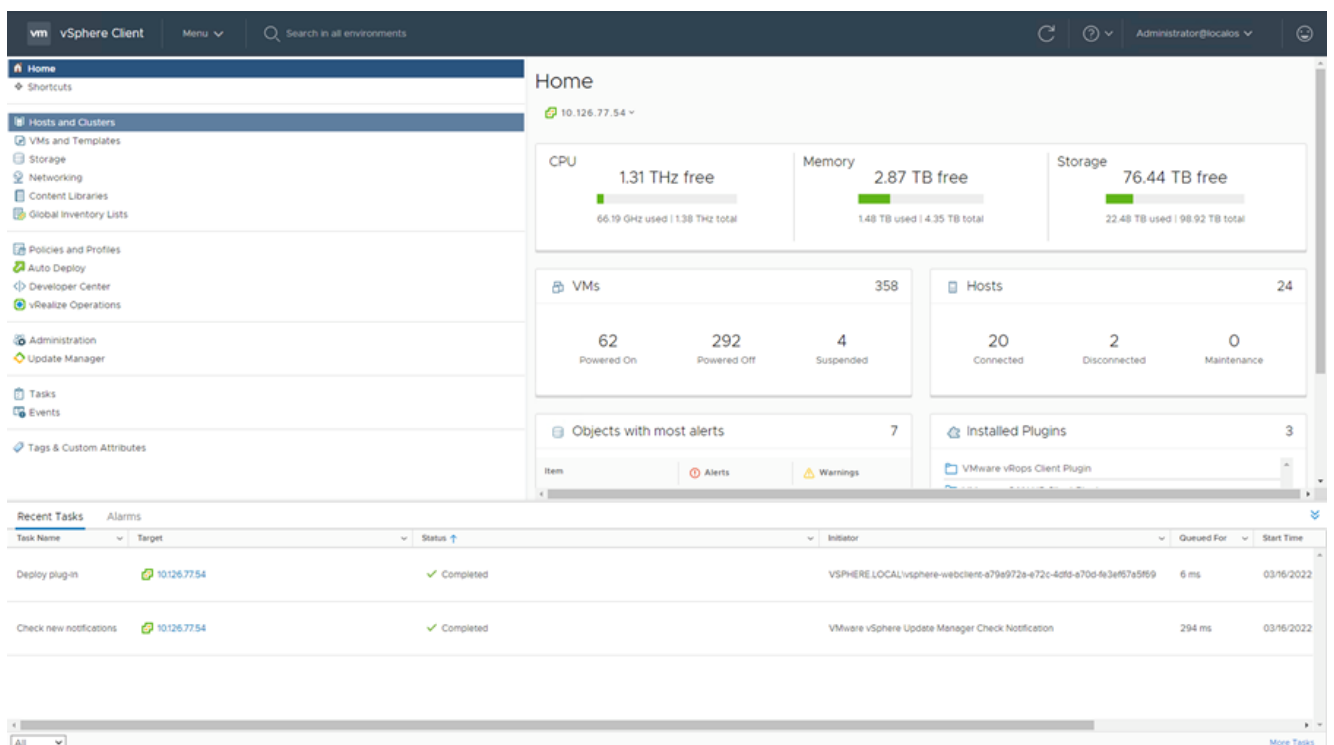 vm vSphere Client Menu Search in all environments Administrator@localos
Home
Shortcuts
Hosts and Clusters
VMs and Templates
Storage
Networking
Content Libraries
Global Inventory Lists
Policies and Profiles
Auto Deploy
Developer Center
vRealize Operations
Administration
Update Manager
Tasks
Events
Tags & Custom Attributes
Home
10.126.77.54
CPU
1.31 THz free
66.19 GHz used | 1.38 THz total
Memory
2.87 TB free
1.48 TB used | 4.35 TB total
Storage
76.44 TB free
22.48 TB used | 98.92 TB total
VMs 358
62 292 4
Powered On Powered Off Suspended
Hosts 24
20 2 0
Connected Disconnected Maintenance
Objects with most alerts 7
Item Alerts Warnings
Installed Plugins 3
VMware vRops Client Plugin
Recent Tasks Alarms
Task Name Target Status Initiator Queued For Start Time
Deploy plug-in 10.126.77.54 Completed VSPHERE.LOCAL\vsphere-webclient-a79a972a-e72c-4dfd-a70d-fe3ef67a5f69 6 ms 03/16/2022
Check new notifications 10.126.77.54 Completed VMware vSphere Update Manager Check Notification 294 ms 03/16/2022
All More Tasks